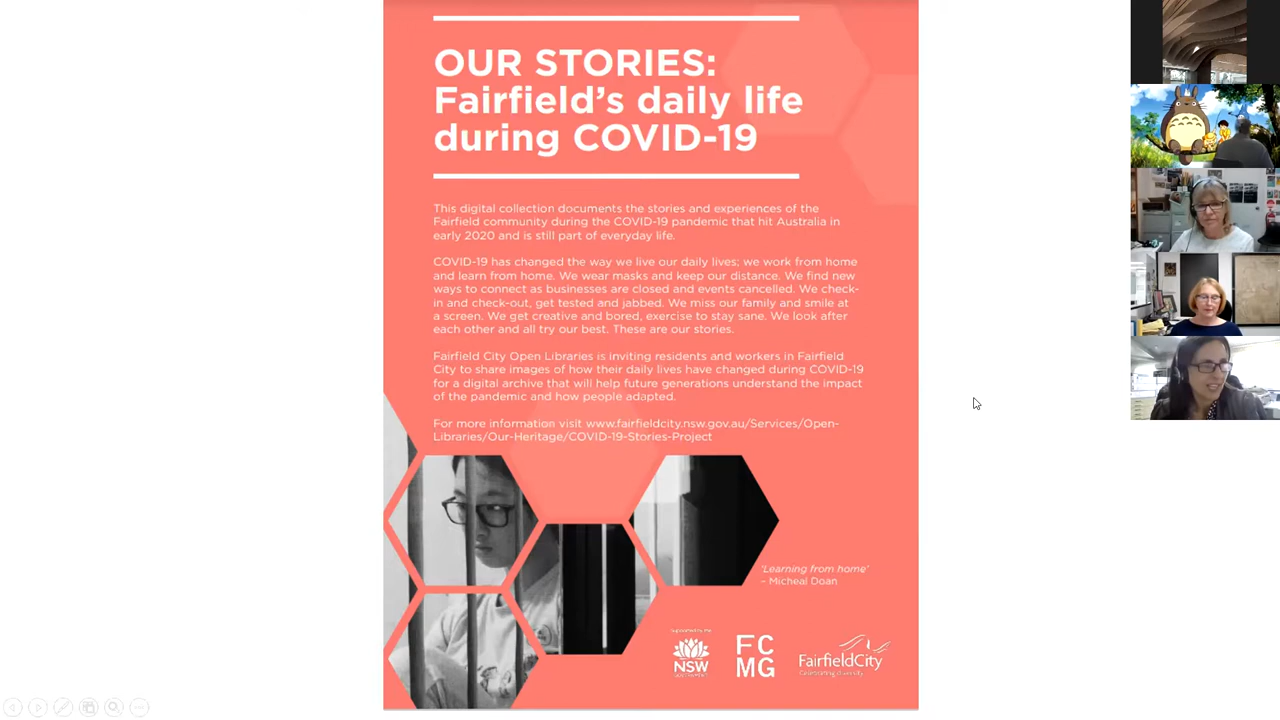 OUR STORIES:
Fairfield's daily life
during COVID-19
This digital collection documents the stories and experiences of the
Fairfield community during the COVID-19 pandemic that hit Australia in
early 2020 and is still part of everyday life.
COVID-19 has changed the way we live our daily lives; we work from home
and learn from home. We wear masks and keep our distance. We find new
ways to connect as businesses are closed and events cancelled. We check-
in and check-out, get tested and jabbed. We miss our family and smile at
a screen. We get creative and bored, exercise to stay sane. We look after
each other and all try our best. These are our stories.
Fairfield City Open Libraries is inviting residents and workers in Fairfield
City to share images of how their daily lives have changed during COVID-19
for a digital archive that will help future generations understand the impact
of the pandemic and how people adapted.
For more information visit www.fairfieldcity.nsw.gov.au/Services/Open-
Libraries/Our-Heritage/COVID-19-Stories-Project
'Learning from home'
– Micheal Doan
Supported by the
NSW
GOVERNMENT
FC
MG
FairfieldCity
Celebrating diversity